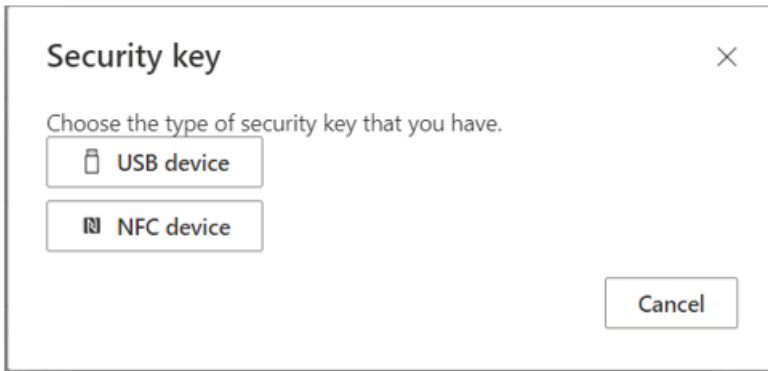 Security key
Choose the type of security key that you have.
USB device
NFC device
Cancel